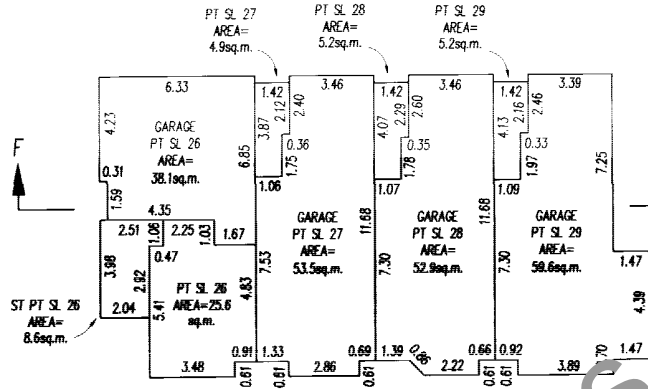 PT SL 27
AREA=
4.9sq.m.
PT SL 28
AREA=
5.2sq.m.
PT SL 29
AREA=
5.2sq.m.
6.33
1.42
3.46
1.42
3.46
1.42
3.39
4.23
GARAGE
PT SL 26
AREA=
38.1sq.m.
6.85
3.87
2.12
2.40
0.36
1.75
1.06
4.07
2.29
2.60
0.35
1.78
1.07
4.13
2.16
2.46
0.33
1.97
1.09
7.25
F
0.31
1.59
4.35
2.51
1.06
2.25
1.03
1.67
0.47
3.98
2.92
5.41
2.04
ST PT SL 26
AREA=
8.6sq.m.
PT SL 26
AREA=25.6
sq.m.
4.83
7.53
GARAGE
PT SL 27
AREA=
53.5sq.m.
11.68
7.30
GARAGE
PT SL 28
AREA=
52.9sq.m.
11.68
7.30
GARAGE
PT SL 29
AREA=
59.6sq.m.
1.47
4.39
1.47
3.48
0.91
0.61
1.33
0.61
2.86
0.69
0.61
1.39
0.86
2.22
0.66
0.61
0.92
0.61
3.89
.70